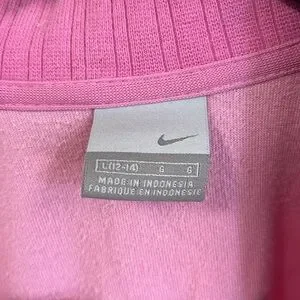 L(12-14) G G
MADE IN INDONESIA
FABRIQUE EN INDONESIE